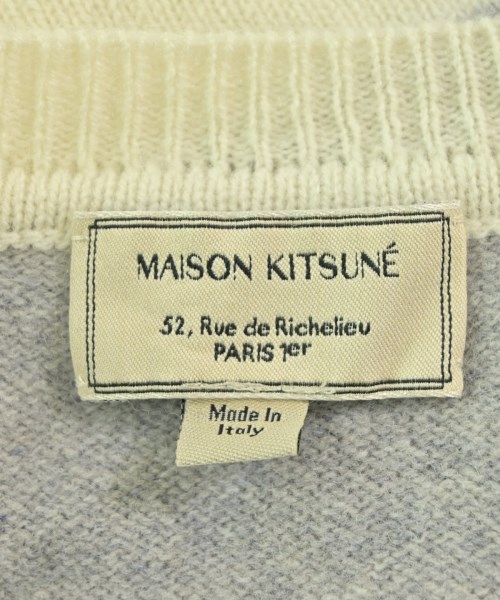 MAISON KITSUNÉ
52, Rue de Richelieu
PARIS 1er
Made In
Italy